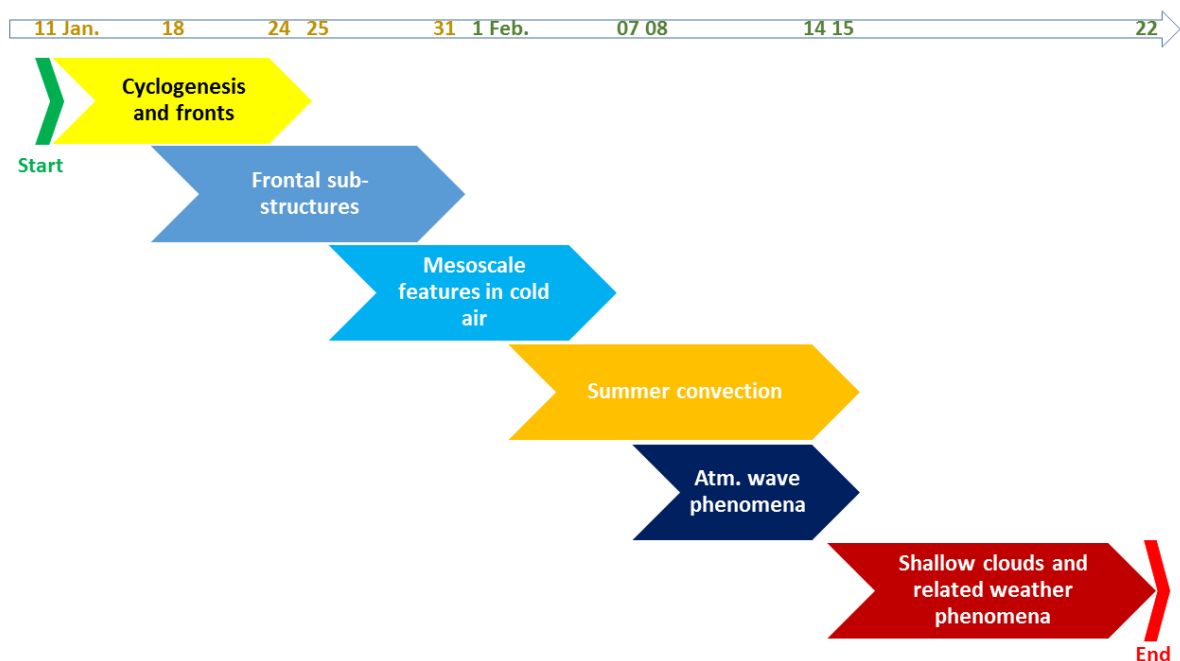 11 Jan. 18 24 25 31 1 Feb. 07 08 14 15 22
Cyclogenesis
and fronts
Start
Frontal sub-
structures
Mesoscale
features in cold
air
Summer convection
Atm. wave
phenomena
Shallow clouds and
related weather
phenomena
End